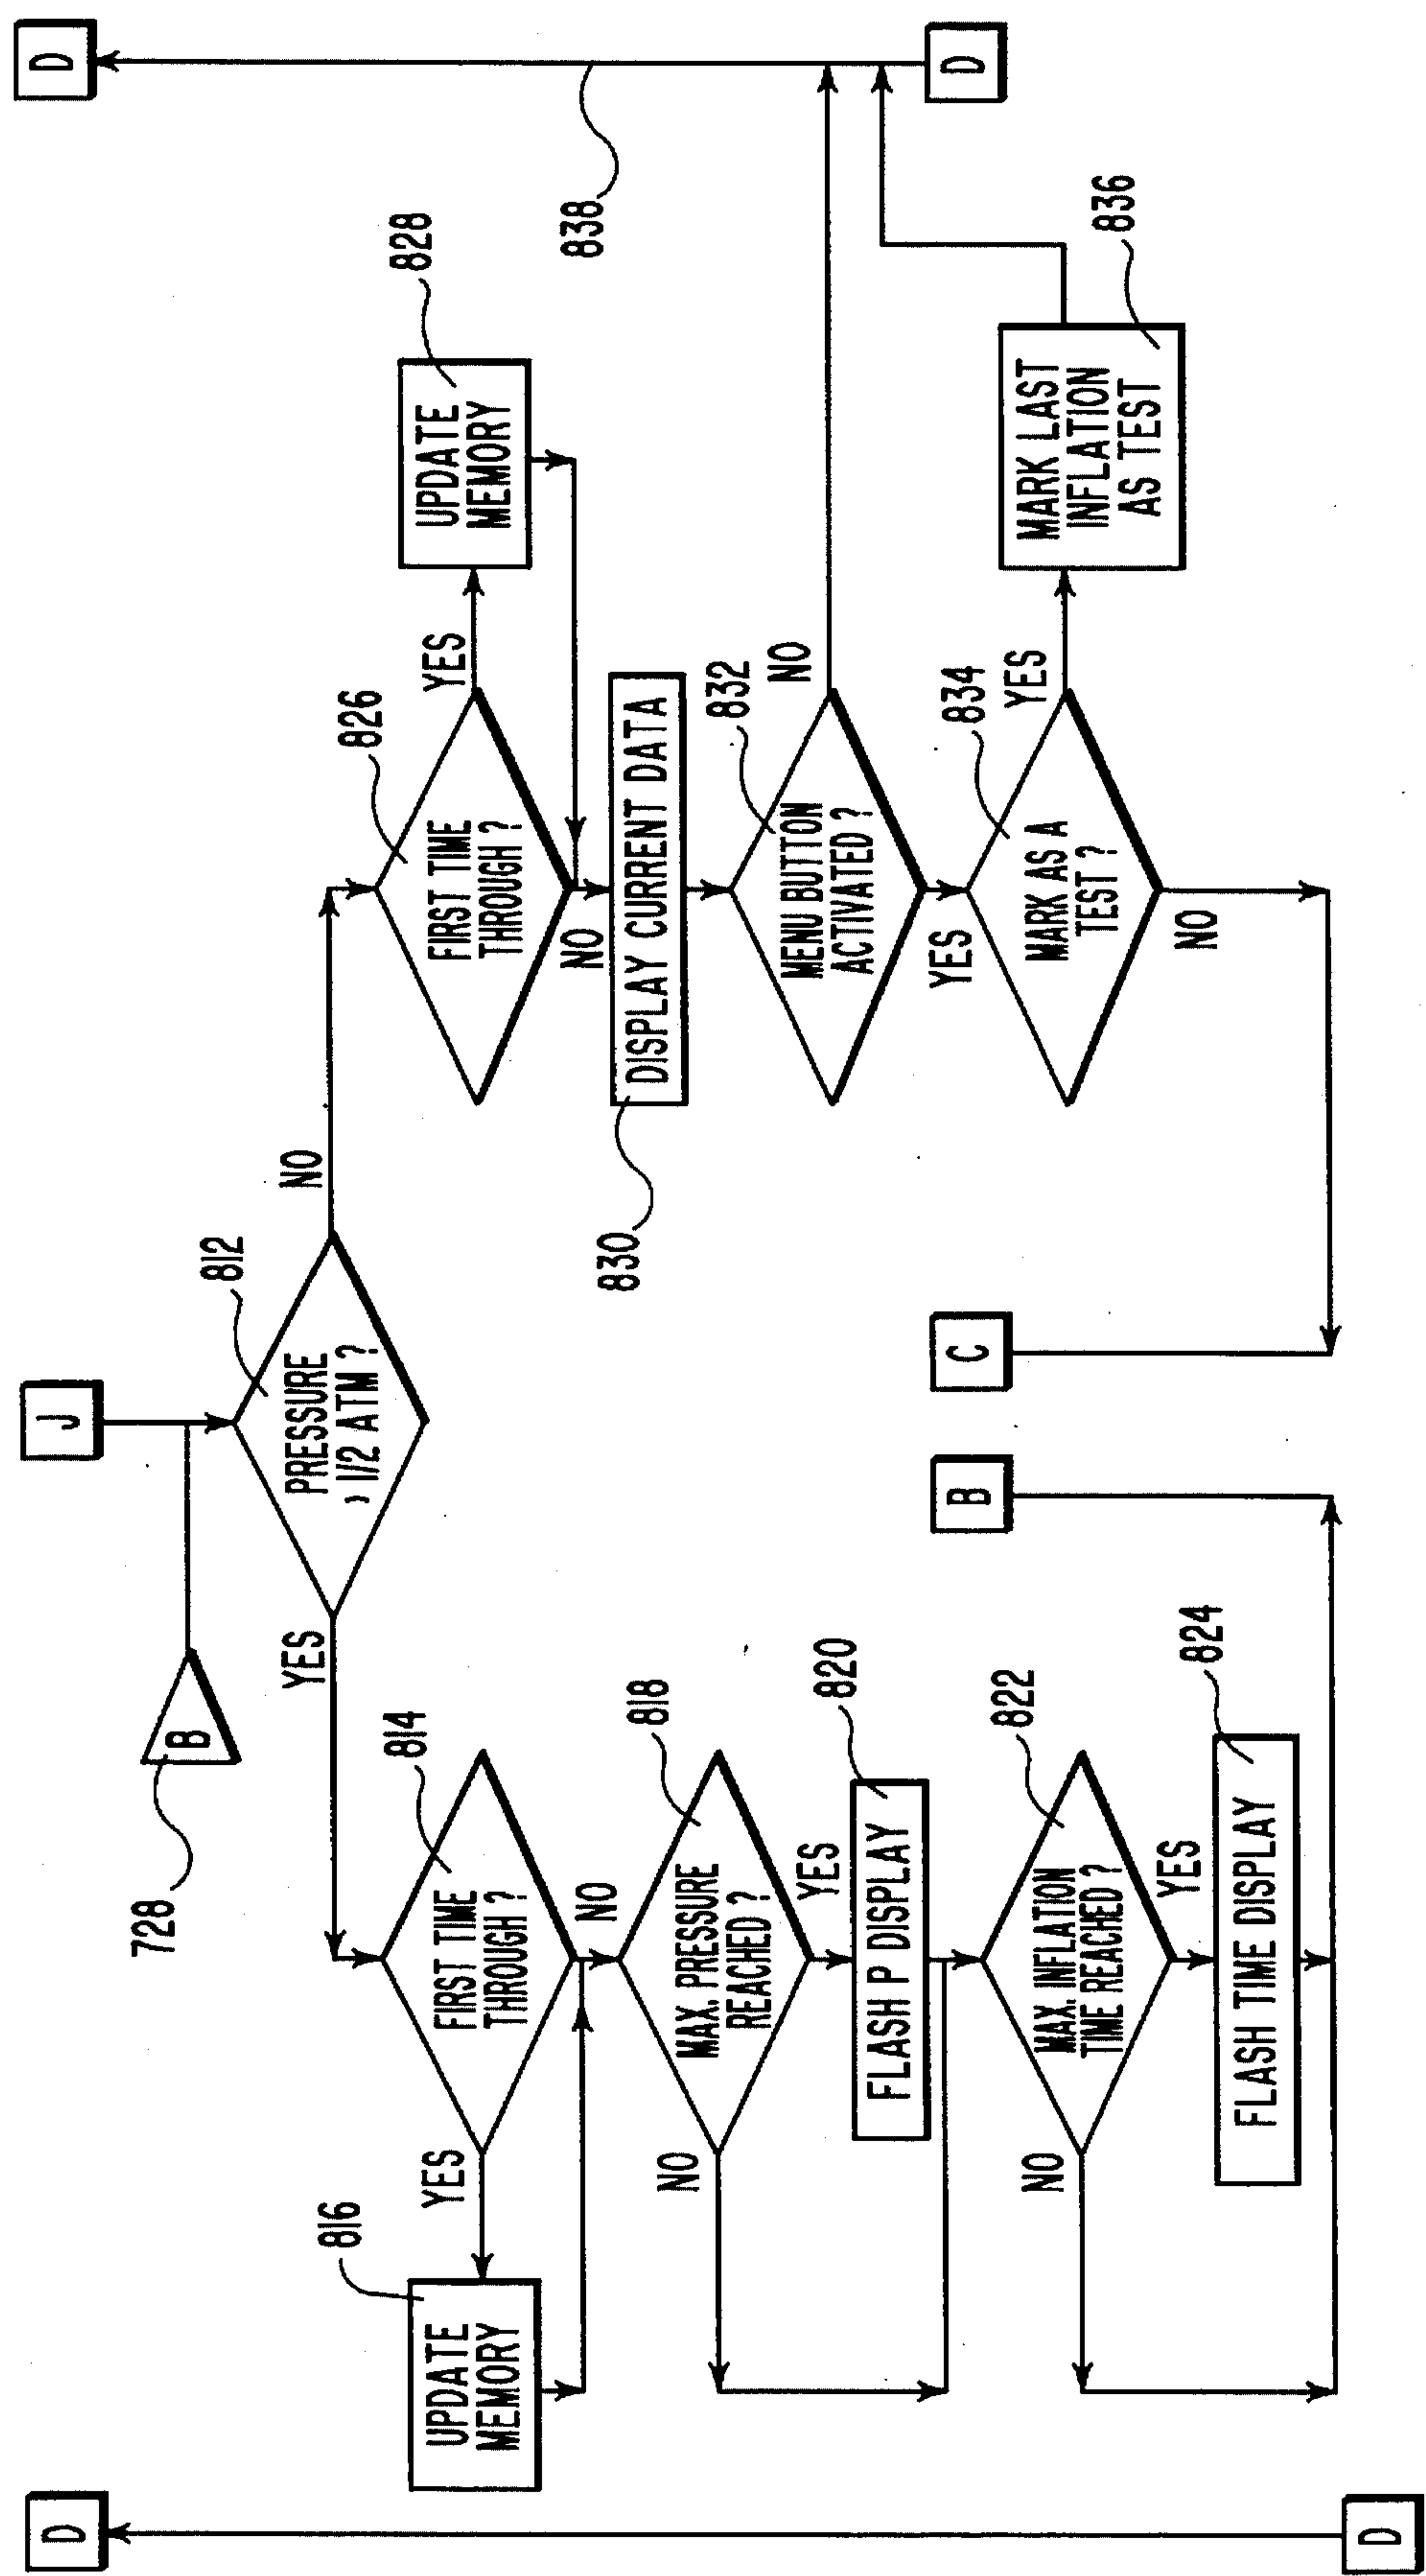 D
J
D
728
B
812
PRESSURE
› 1/2 ATM ?
YES
NO
814
FIRST TIME
THROUGH ?
YES
NO
816
UPDATE
MEMORY
818
MAX. PRESSURE
REACHED ?
NO
YES
820
FLASH P DISPLAY
822
MAX. INFLATION
TIME REACHED ?
NO
YES
824
FLASH TIME DISPLAY
826
FIRST TIME
THROUGH ?
YES
NO
828
UPDATE
MEMORY
830
DISPLAY CURRENT DATA
832
MENU BUTTON
ACTIVATED ?
NO
YES
834
MARK AS A
TEST ?
YES
NO
836
MARK LAST
INFLATION
AS TEST
838
B
C
D
D